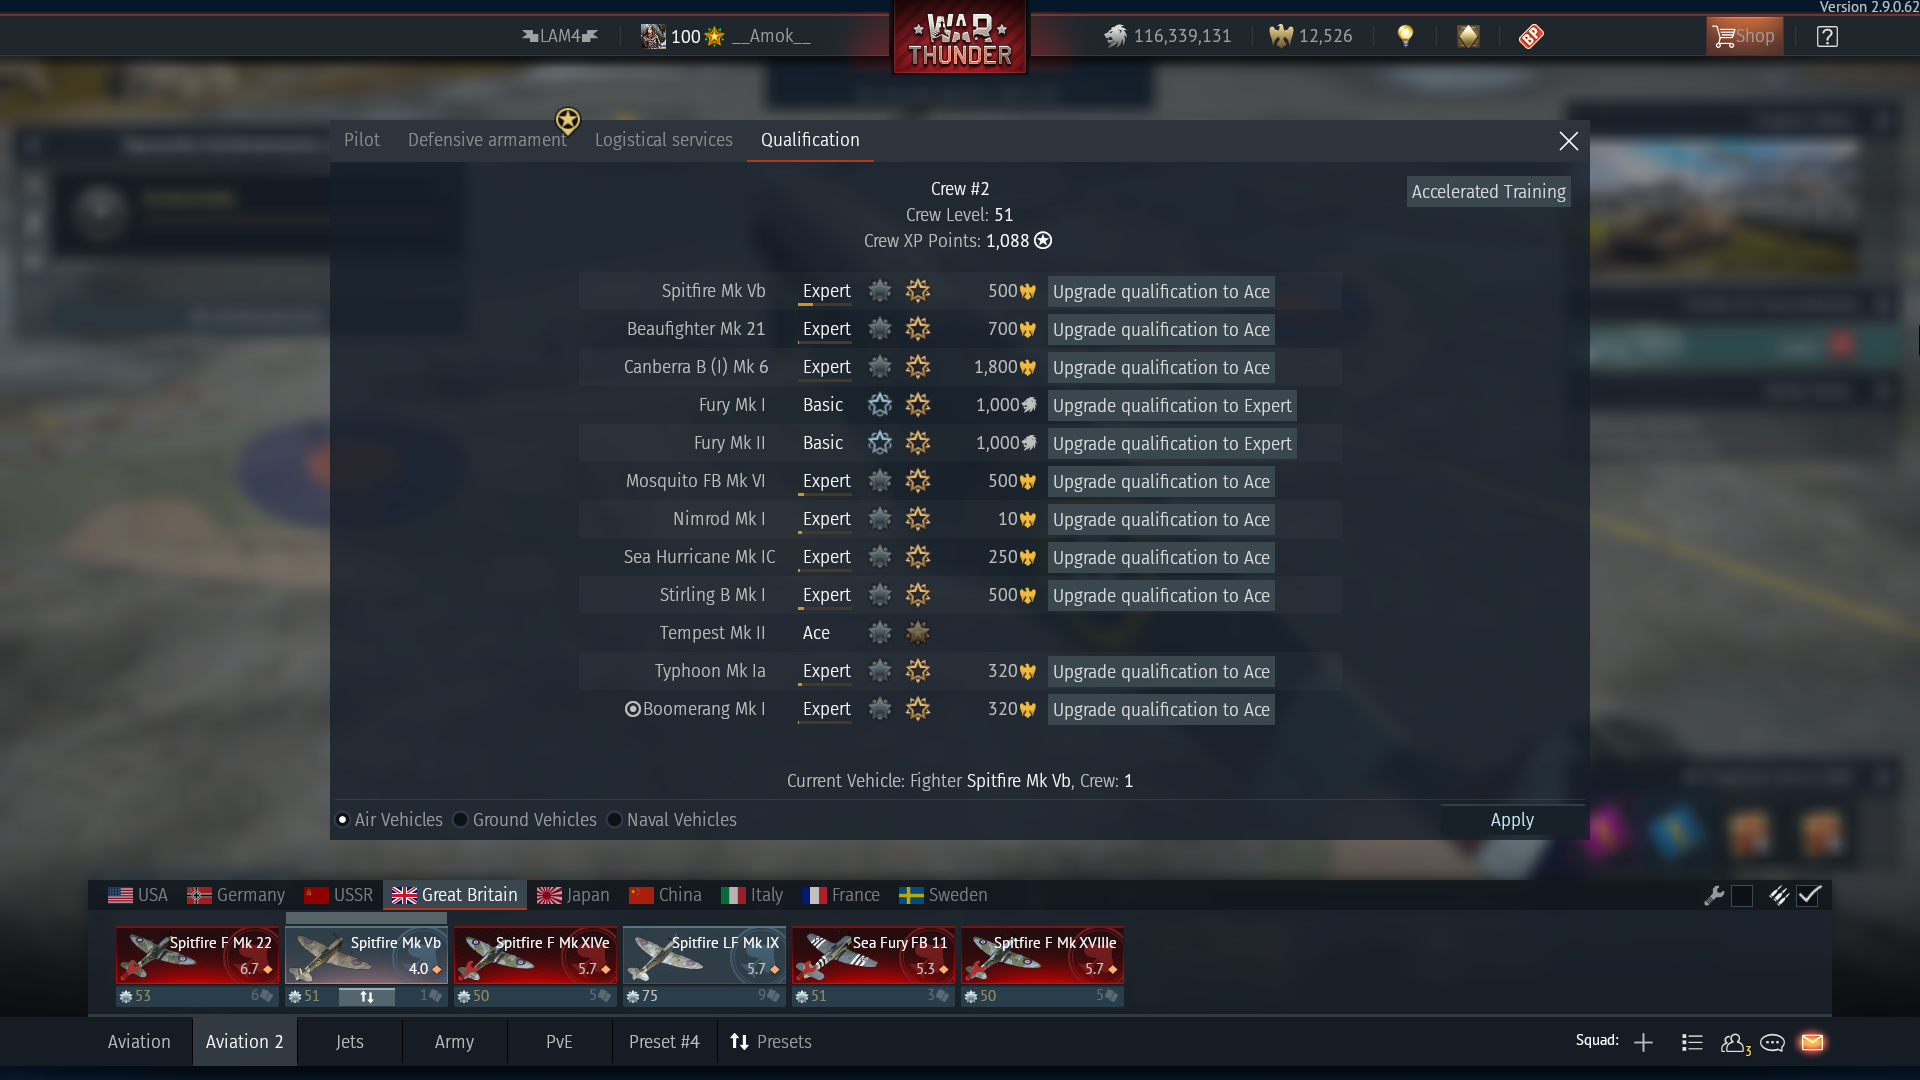 Version 2.9.0.62
LAM4
100 __Amok__
WAR THUNDER
116,339,131
12,526
BP
Shop
?
Pilot
Defensive armament
Logistical services
Qualification
Crew #2
Crew Level: 51
Crew XP Points: 1,088
Accelerated Training
Spitfire Mk Vb Expert 500 Upgrade qualification to Ace
Beaufighter Mk 21 Expert 700 Upgrade qualification to Ace
Canberra B (I) Mk 6 Expert 1,800 Upgrade qualification to Ace
Fury Mk I Basic 1,000 Upgrade qualification to Expert
Fury Mk II Basic 1,000 Upgrade qualification to Expert
Mosquito FB Mk VI Expert 500 Upgrade qualification to Ace
Nimrod Mk I Expert 10 Upgrade qualification to Ace
Sea Hurricane Mk IC Expert 250 Upgrade qualification to Ace
Stirling B Mk I Expert 500 Upgrade qualification to Ace
Tempest Mk II Ace
Typhoon Mk Ia Expert 320 Upgrade qualification to Ace
Boomerang Mk I Expert 320 Upgrade qualification to Ace
Current Vehicle: Fighter Spitfire Mk Vb, Crew: 1
Air Vehicles Ground Vehicles Naval Vehicles
Apply
USA Germany USSR Great Britain Japan China Italy France Sweden
Spitfire F Mk 22 Spitfire Mk Vb Spitfire F Mk XIVe Spitfire LF Mk IX Sea Fury FB 11 Spitfire F Mk XVIIIe
6.7 4.0 5.7 5.7 5.3 5.7
53 6 51 1 50 5 75 9 51 3 50 5
Aviation Aviation 2 Jets Army PvE Preset #4 Presets
Squad:
3